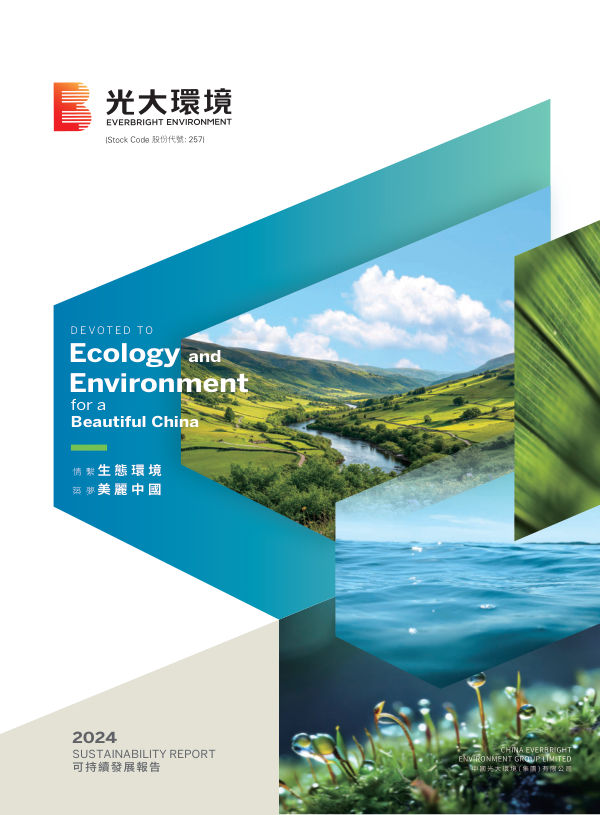 光大環境
EVERBRIGHT ENVIRONMENT
(Stock Code 股份代號: 257)
DEVOTED TO
Ecology and
Environment
for a
Beautiful China
情繫生態環境
築夢美麗中國
2024
SUSTAINABILITY REPORT
可持續發展報告
CHINA EVERBRIGHT
ENVIRONMENT GROUP LIMITED
中國光大環境(集團)有限公司